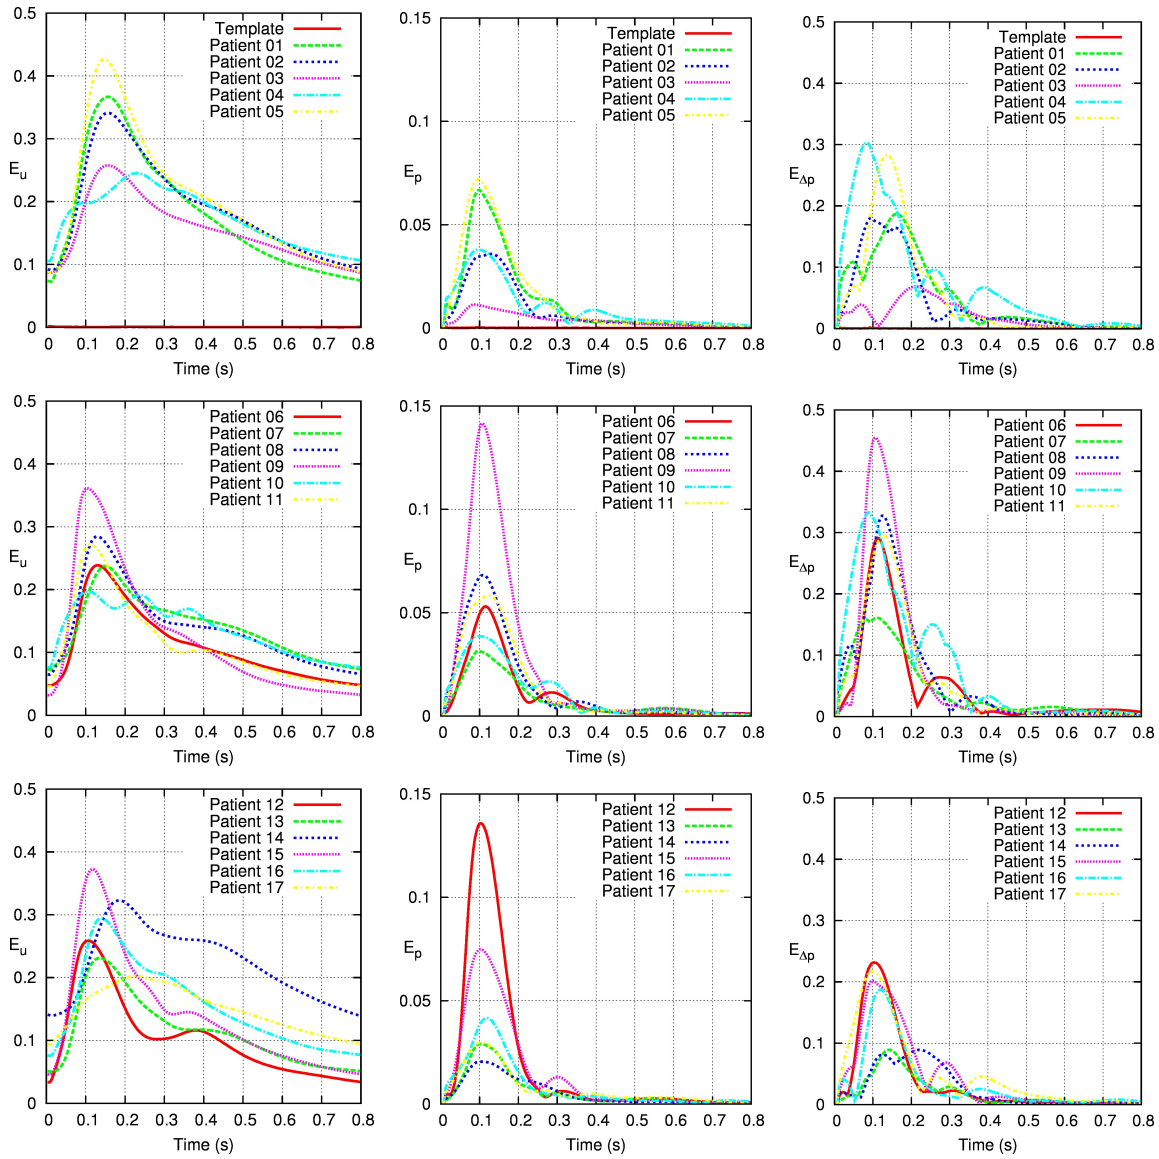 0.5
0.4
0.3
0.2
0.1
0
E_u
Template
Patient 01
Patient 02
Patient 03
Patient 04
Patient 05
0 0.1 0.2 0.3 0.4 0.5 0.6 0.7 0.8
Time (s)
0.15
0.1
0.05
0
E_p
Template
Patient 01
Patient 02
Patient 03
Patient 04
Patient 05
0 0.1 0.2 0.3 0.4 0.5 0.6 0.7 0.8
Time (s)
0.5
0.4
0.3
0.2
0.1
0
E_Δp
Template
Patient 01
Patient 02
Patient 03
Patient 04
Patient 05
0 0.1 0.2 0.3 0.4 0.5 0.6 0.7 0.8
Time (s)
0.5
0.4
0.3
0.2
0.1
0
E_u
Patient 06
Patient 07
Patient 08
Patient 09
Patient 10
Patient 11
0 0.1 0.2 0.3 0.4 0.5 0.6 0.7 0.8
Time (s)
0.15
0.1
0.05
0
E_p
Patient 06
Patient 07
Patient 08
Patient 09
Patient 10
Patient 11
0 0.1 0.2 0.3 0.4 0.5 0.6 0.7 0.8
Time (s)
0.5
0.4
0.3
0.2
0.1
0
E_Δp
Patient 06
Patient 07
Patient 08
Patient 09
Patient 10
Patient 11
0 0.1 0.2 0.3 0.4 0.5 0.6 0.7 0.8
Time (s)
0.5
0.4
0.3
0.2
0.1
0
E_u
Patient 12
Patient 13
Patient 14
Patient 15
Patient 16
Patient 17
0 0.1 0.2 0.3 0.4 0.5 0.6 0.7 0.8
Time (s)
0.15
0.1
0.05
0
E_p
Patient 12
Patient 13
Patient 14
Patient 15
Patient 16
Patient 17
0 0.1 0.2 0.3 0.4 0.5 0.6 0.7 0.8
Time (s)
0.5
0.4
0.3
0.2
0.1
0
E_Δp
Patient 12
Patient 13
Patient 14
Patient 15
Patient 16
Patient 17
0 0.1 0.2 0.3 0.4 0.5 0.6 0.7 0.8
Time (s)